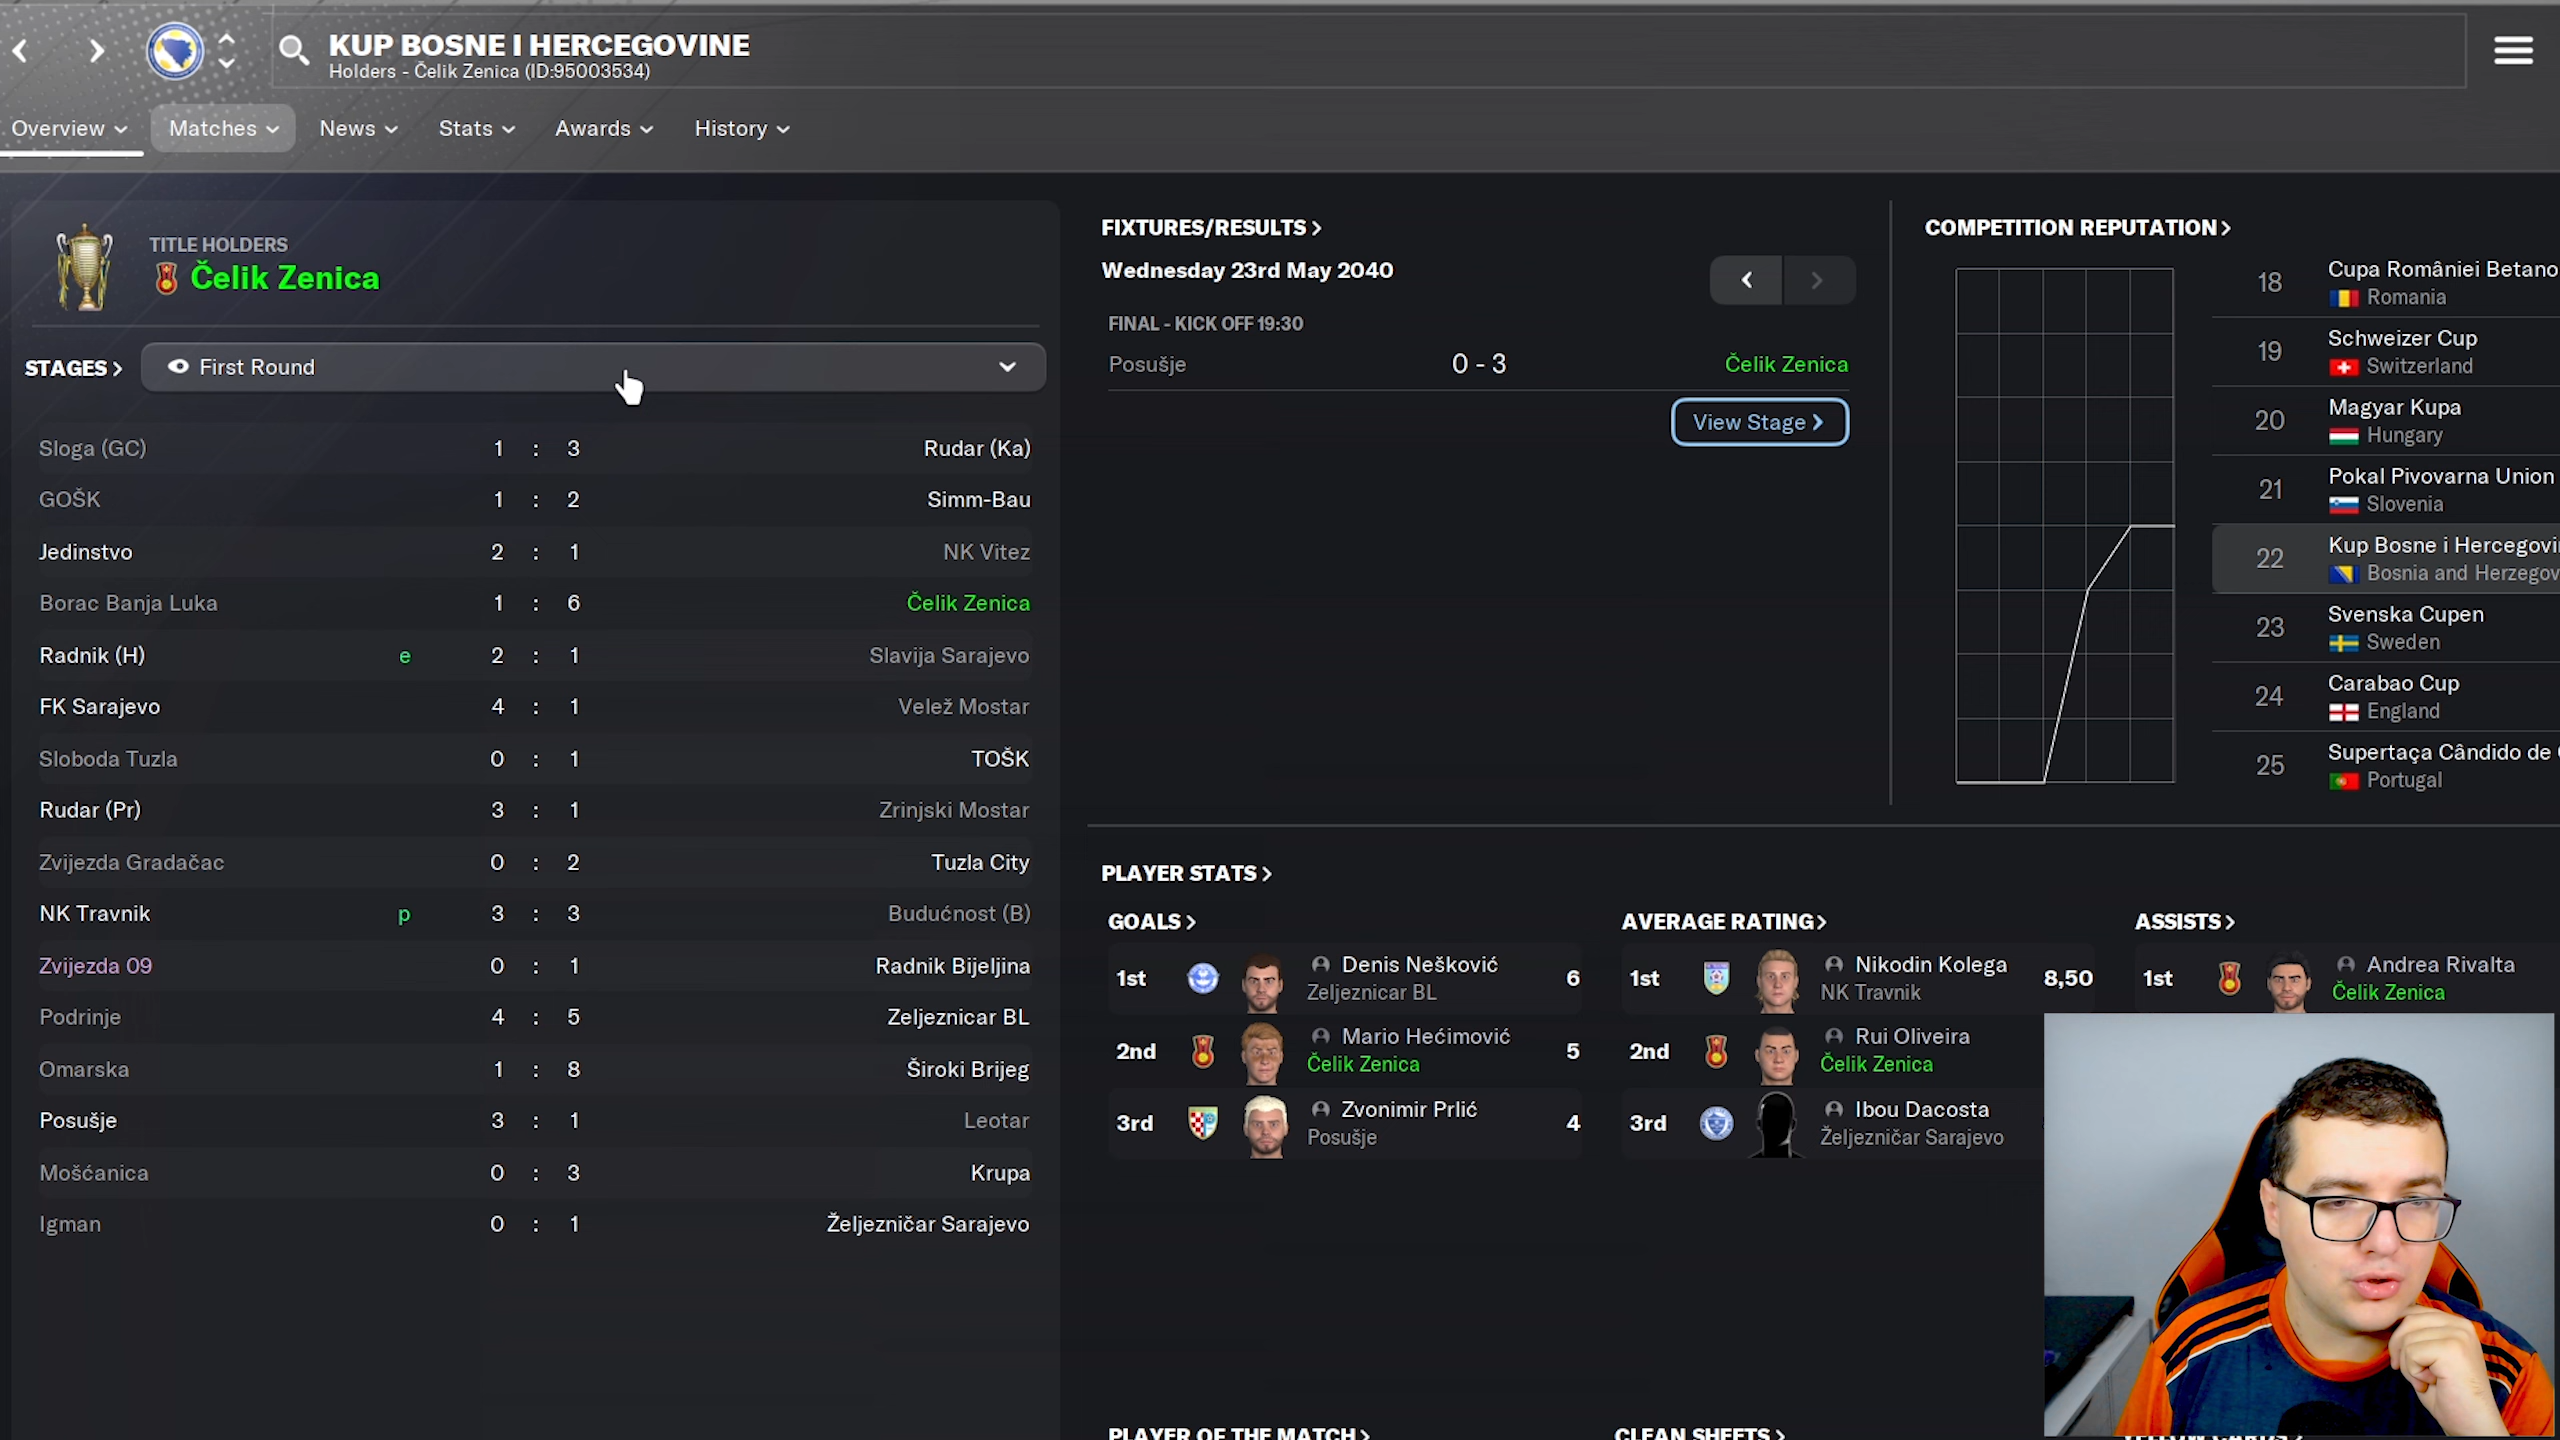 KUP BOSNE I HERCEGOVINE
Holders - Čelik Zenica (ID:95003534)
Overview
Matches
News
Stats
Awards
History
TITLE HOLDERS
Čelik Zenica
STAGES
First Round
Sloga (GC) 1 : 3 Rudar (Ka)
GOŠK 1 : 2 Simm-Bau
Jedinstvo 2 : 1 NK Vitez
Borac Banja Luka 1 : 6 Čelik Zenica
Radnik (H) e 2 : 1 Slavija Sarajevo
FK Sarajevo 4 : 1 Velež Mostar
Sloboda Tuzla 0 : 1 TOŠK
Rudar (Pr) 3 : 1 Zrinjski Mostar
Zvijezda Gradačac 0 : 2 Tuzla City
NK Travnik p 3 : 3 Budućnost (B)
Zvijezda 09 0 : 1 Radnik Bijeljina
Podrinje 4 : 5 Zeljeznicar BL
Omarska 1 : 8 Široki Brijeg
Posušje 3 : 1 Leotar
Mošćanica 0 : 3 Krupa
Igman 0 : 1 Željezničar Sarajevo
FIXTURES/RESULTS
Wednesday 23rd May 2040
FINAL - KICK OFF 19:30
Posušje 0 - 3 Čelik Zenica
View Stage
COMPETITION REPUTATION
18 Cupa României Betano
Romania
19 Schweizer Cup
Switzerland
20 Magyar Kupa
Hungary
21 Pokal Pivovarna Union
Slovenia
22 Kup Bosne i Hercegovi
Bosnia and Herzegov
23 Svenska Cupen
Sweden
24 Carabao Cup
England
25 Supertaça Cândido de
Portugal
PLAYER STATS
GOALS
1st Denis Nešković 6
Zeljeznicar BL
2nd Mario Hećimović 5
Čelik Zenica
3rd Zvonimir Prlić 4
Posušje
AVERAGE RATING
1st Nikodin Kolega 8,50
NK Travnik
2nd Rui Oliveira
Čelik Zenica
3rd Ibou Dacosta
Željezničar Sarajevo
ASSISTS
1st Andrea Rivalta
Čelik Zenica
PLAYER OF THE MATCH
CLEAN SHEETS